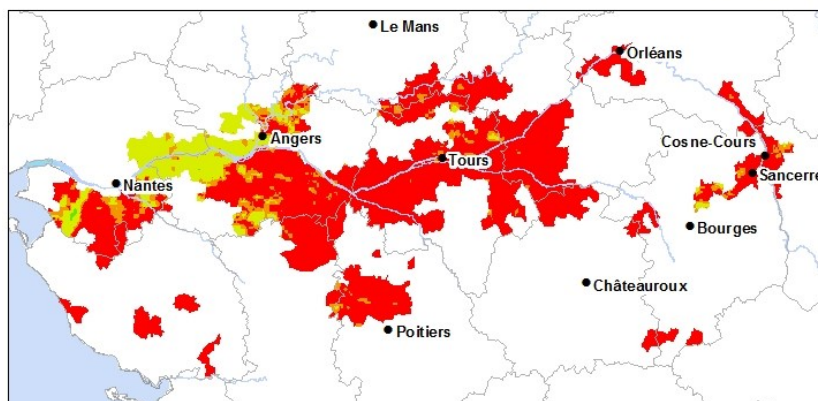 Le Mans
Orléans
Angers
Cosne-Cours
Tours
Sancerre
Nantes
Bourges
Châteauroux
Poitiers